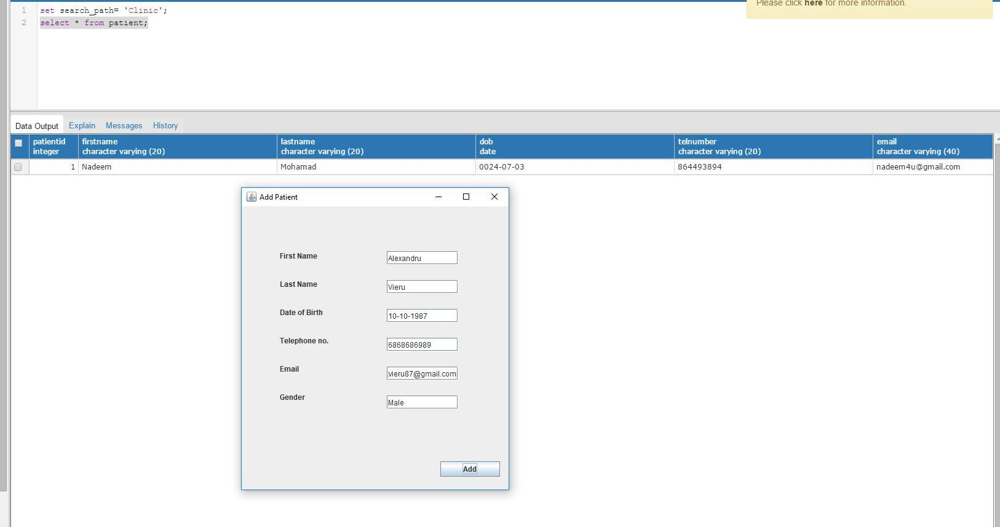 Please click here for more information.
1 set search_path= 'Clinic';
2 select * from patient;
Data Output Explain Messages History
patientid firstname lastname dob telnumber email
integer character varying (20) character varying (20) date character varying (20) character varying (40)
1 Nadeem Mohamad 0024-07-03 864493894 nadeem4u@gmail.com
Add Patient
First Name Alexandru
Last Name Vieru
Date of Birth 10-10-1987
Telephone no. 6868686989
Email vieru87@gmail.com
Gender Male
Add